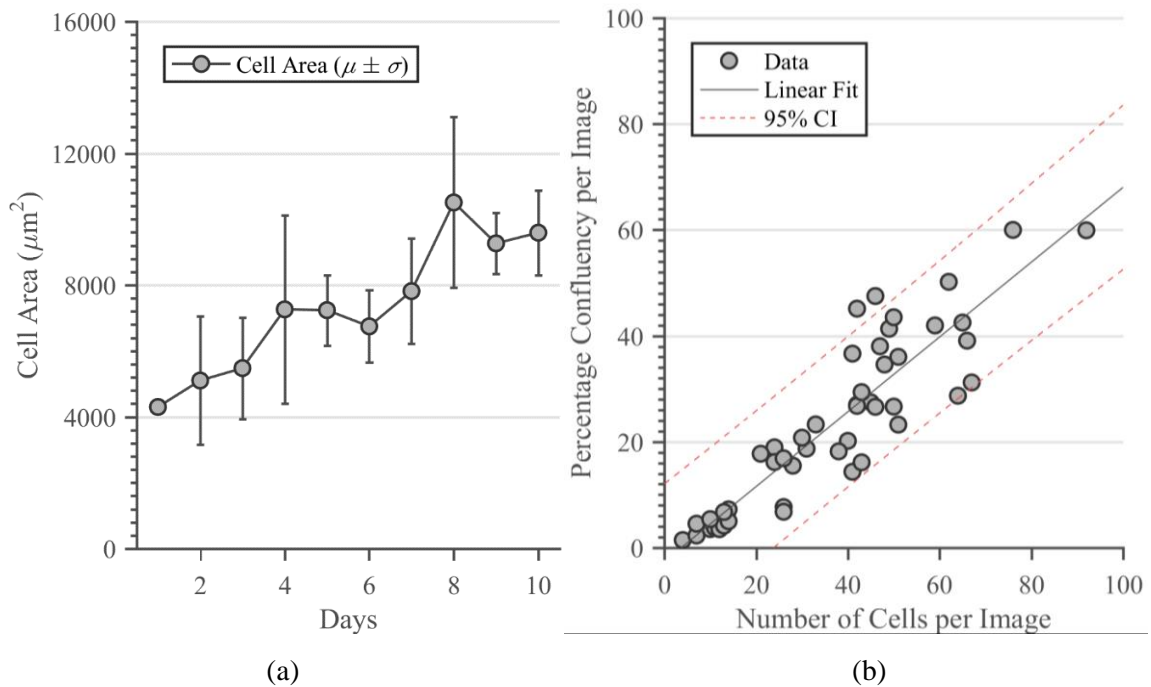 16000
12000
8000
4000
0
Cell Area (μm²)
Cell Area (μ ± σ)
2 4 6 8 10
Days
(a)
100
80
60
40
20
0
Percentage Confluency per Image
Data
Linear Fit
95% CI
0 20 40 60 80 100
Number of Cells per Image
(b)